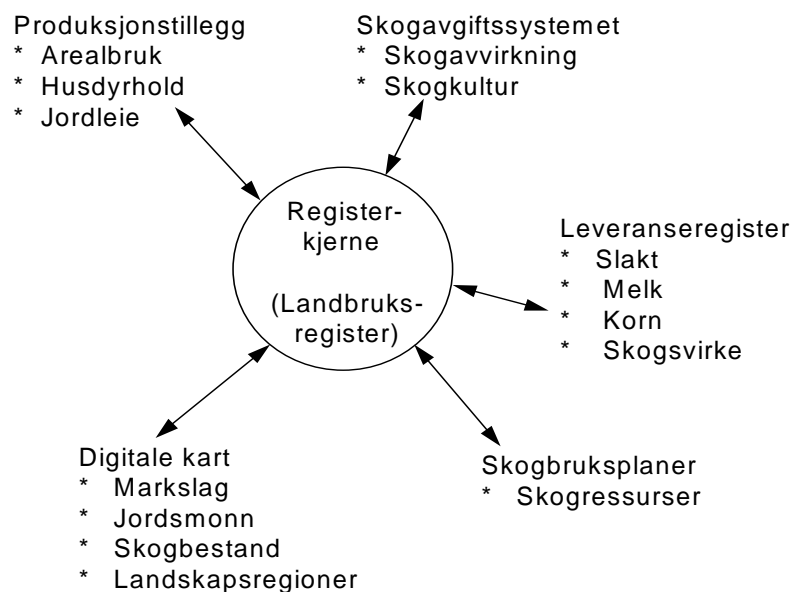 Produksjonstillegg
* Arealbruk
* Husdyrhold
* Jordleie
Skogavgiftssystemet
* Skogavvirkning
* Skogkultur
Register-
kjerne
(Landbruks-
register)
Leveranseregister
* Slakt
* Melk
* Korn
* Skogsvirke
Digitale kart
* Markslag
* Jordsmonn
* Skogbestand
* Landskapsregioner
Skogbruksplaner
* Skogressurser